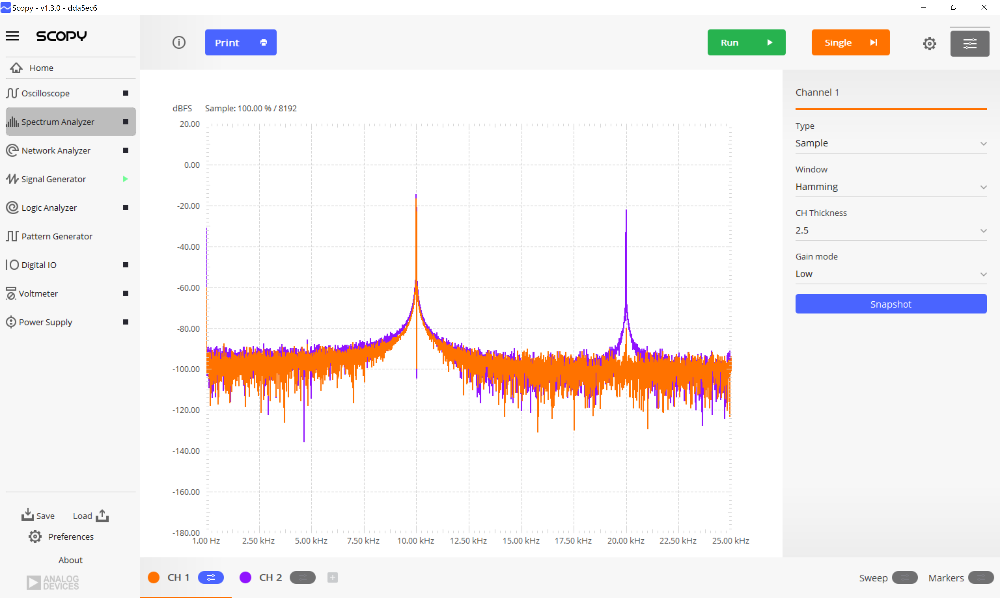 Scopy - v1.3.0 - dda5ec6
SCOPY
Print
Run
Single
Home
Oscilloscope
Spectrum Analyzer
Network Analyzer
Signal Generator
Logic Analyzer
Pattern Generator
Digital IO
Voltmeter
Power Supply
Save Load
Preferences
About
ANALOG
DEVICES
dBFS Sample: 100.00 % / 8192
20.00
0.00
-20.00
-40.00
-60.00
-80.00
-100.00
-120.00
-140.00
-160.00
-180.00
1.00 Hz 2.50 kHz 5.00 kHz 7.50 kHz 10.00 kHz 12.50 kHz 15.00 kHz 17.50 kHz 20.00 kHz 22.50 kHz 25.00 kHz
Channel 1
Type
Sample
Window
Hamming
CH Thickness
2.5
Gain mode
Low
Snapshot
CH 1 CH 2 Sweep Markers